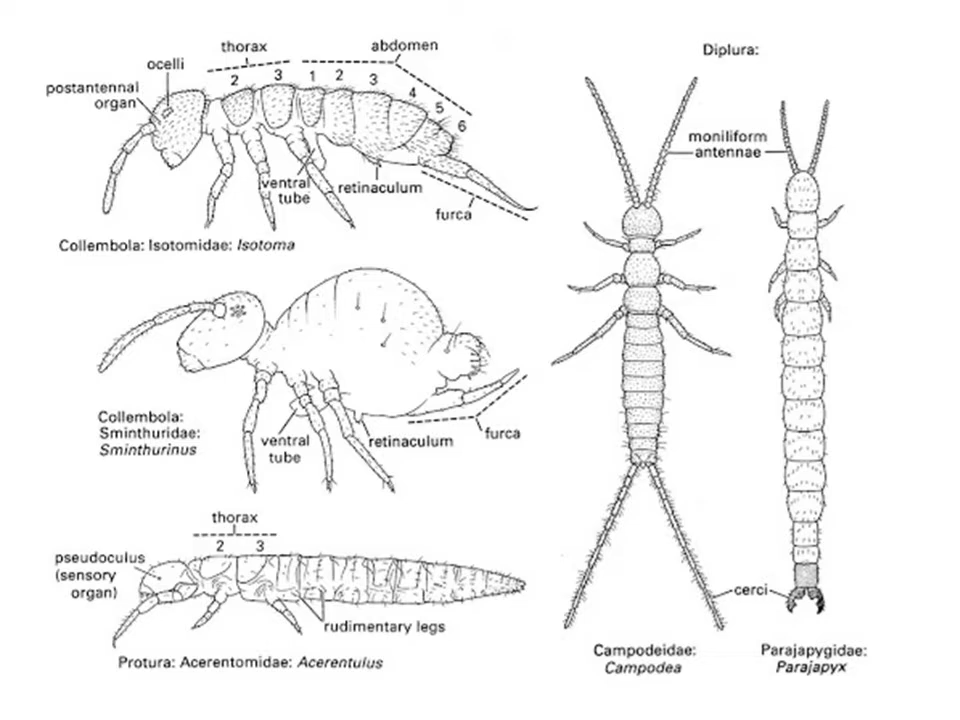 thorax
abdomen
ocelli
postantennal
organ
2
3
1
2
3
4
5
6
ventral
tube
retinaculum
furca
Collembola: Isotomidae: Isotoma
Collembola:
Sminthuridae:
Sminthurinus
ventral
tube
retinaculum
furca
thorax
2
3
pseudoculus
(sensory
organ)
rudimentary legs
Protura: Acerentomidae: Acerentulus
Diplura:
moniliform
antennae
cerci
Campodeidae:
Campodea
Parajapygidae:
Parajapyx